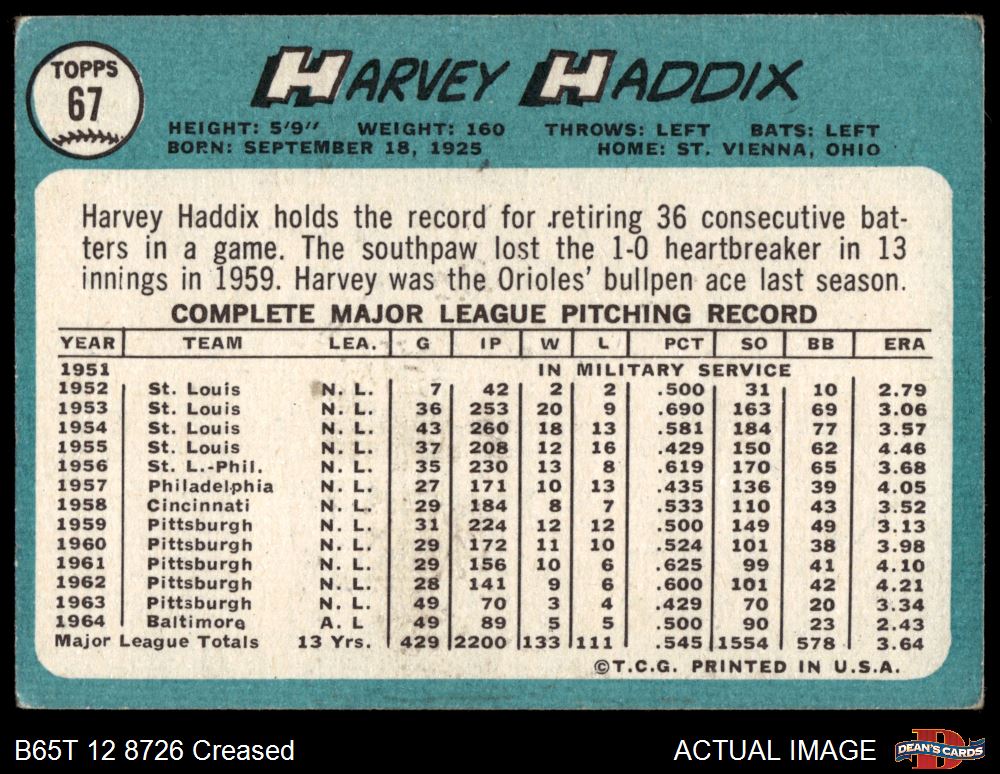 TOPPS
67
HARVEY HADDIX
HEIGHT: 5'9" WEIGHT: 160 THROWS: LEFT BATS: LEFT
BORN: SEPTEMBER 18, 1925 HOME: ST. VIENNA, OHIO
Harvey Haddix holds the record for retiring 36 consecutive bat-
ters in a game. The southpaw lost the 1-0 heartbreaker in 13
innings in 1959. Harvey was the Orioles' bullpen ace last season.
COMPLETE MAJOR LEAGUE PITCHING RECORD
YEAR TEAM LEA. G IP W L PCT SO BB ERA
1951 IN MILITARY SERVICE
1952 St. Louis N. L. 7 42 2 2 .500 31 10 2.79
1953 St. Louis N. L. 36 253 20 9 .690 163 69 3.06
1954 St. Louis N. L. 43 260 18 13 .581 184 77 3.57
1955 St. Louis N. L. 37 208 12 16 .429 150 62 4.46
1956 St. L.-Phil. N. L. 35 230 13 8 .619 170 65 3.68
1957 Philadelphia N. L. 27 171 10 13 .435 136 39 4.05
1958 Cincinnati N. L. 29 184 8 7 .533 110 43 3.52
1959 Pittsburgh N. L. 31 224 12 12 .500 149 49 3.13
1960 Pittsburgh N. L. 29 172 11 10 .524 101 38 3.98
1961 Pittsburgh N. L. 29 156 10 6 .625 99 41 4.10
1962 Pittsburgh N. L. 28 141 9 6 .600 101 42 4.21
1963 Pittsburgh N. L. 49 70 3 4 .429 70 20 3.34
1964 Baltimore A. L 49 89 5 5 .500 90 23 2.43
Major League Totals 13 Yrs. 429 2200 133 111 .545 1554 578 3.64
©T.C.G. PRINTED IN U.S.A.
B65T 12 8726 Creased ACTUAL IMAGE
DEAN'S CARDS